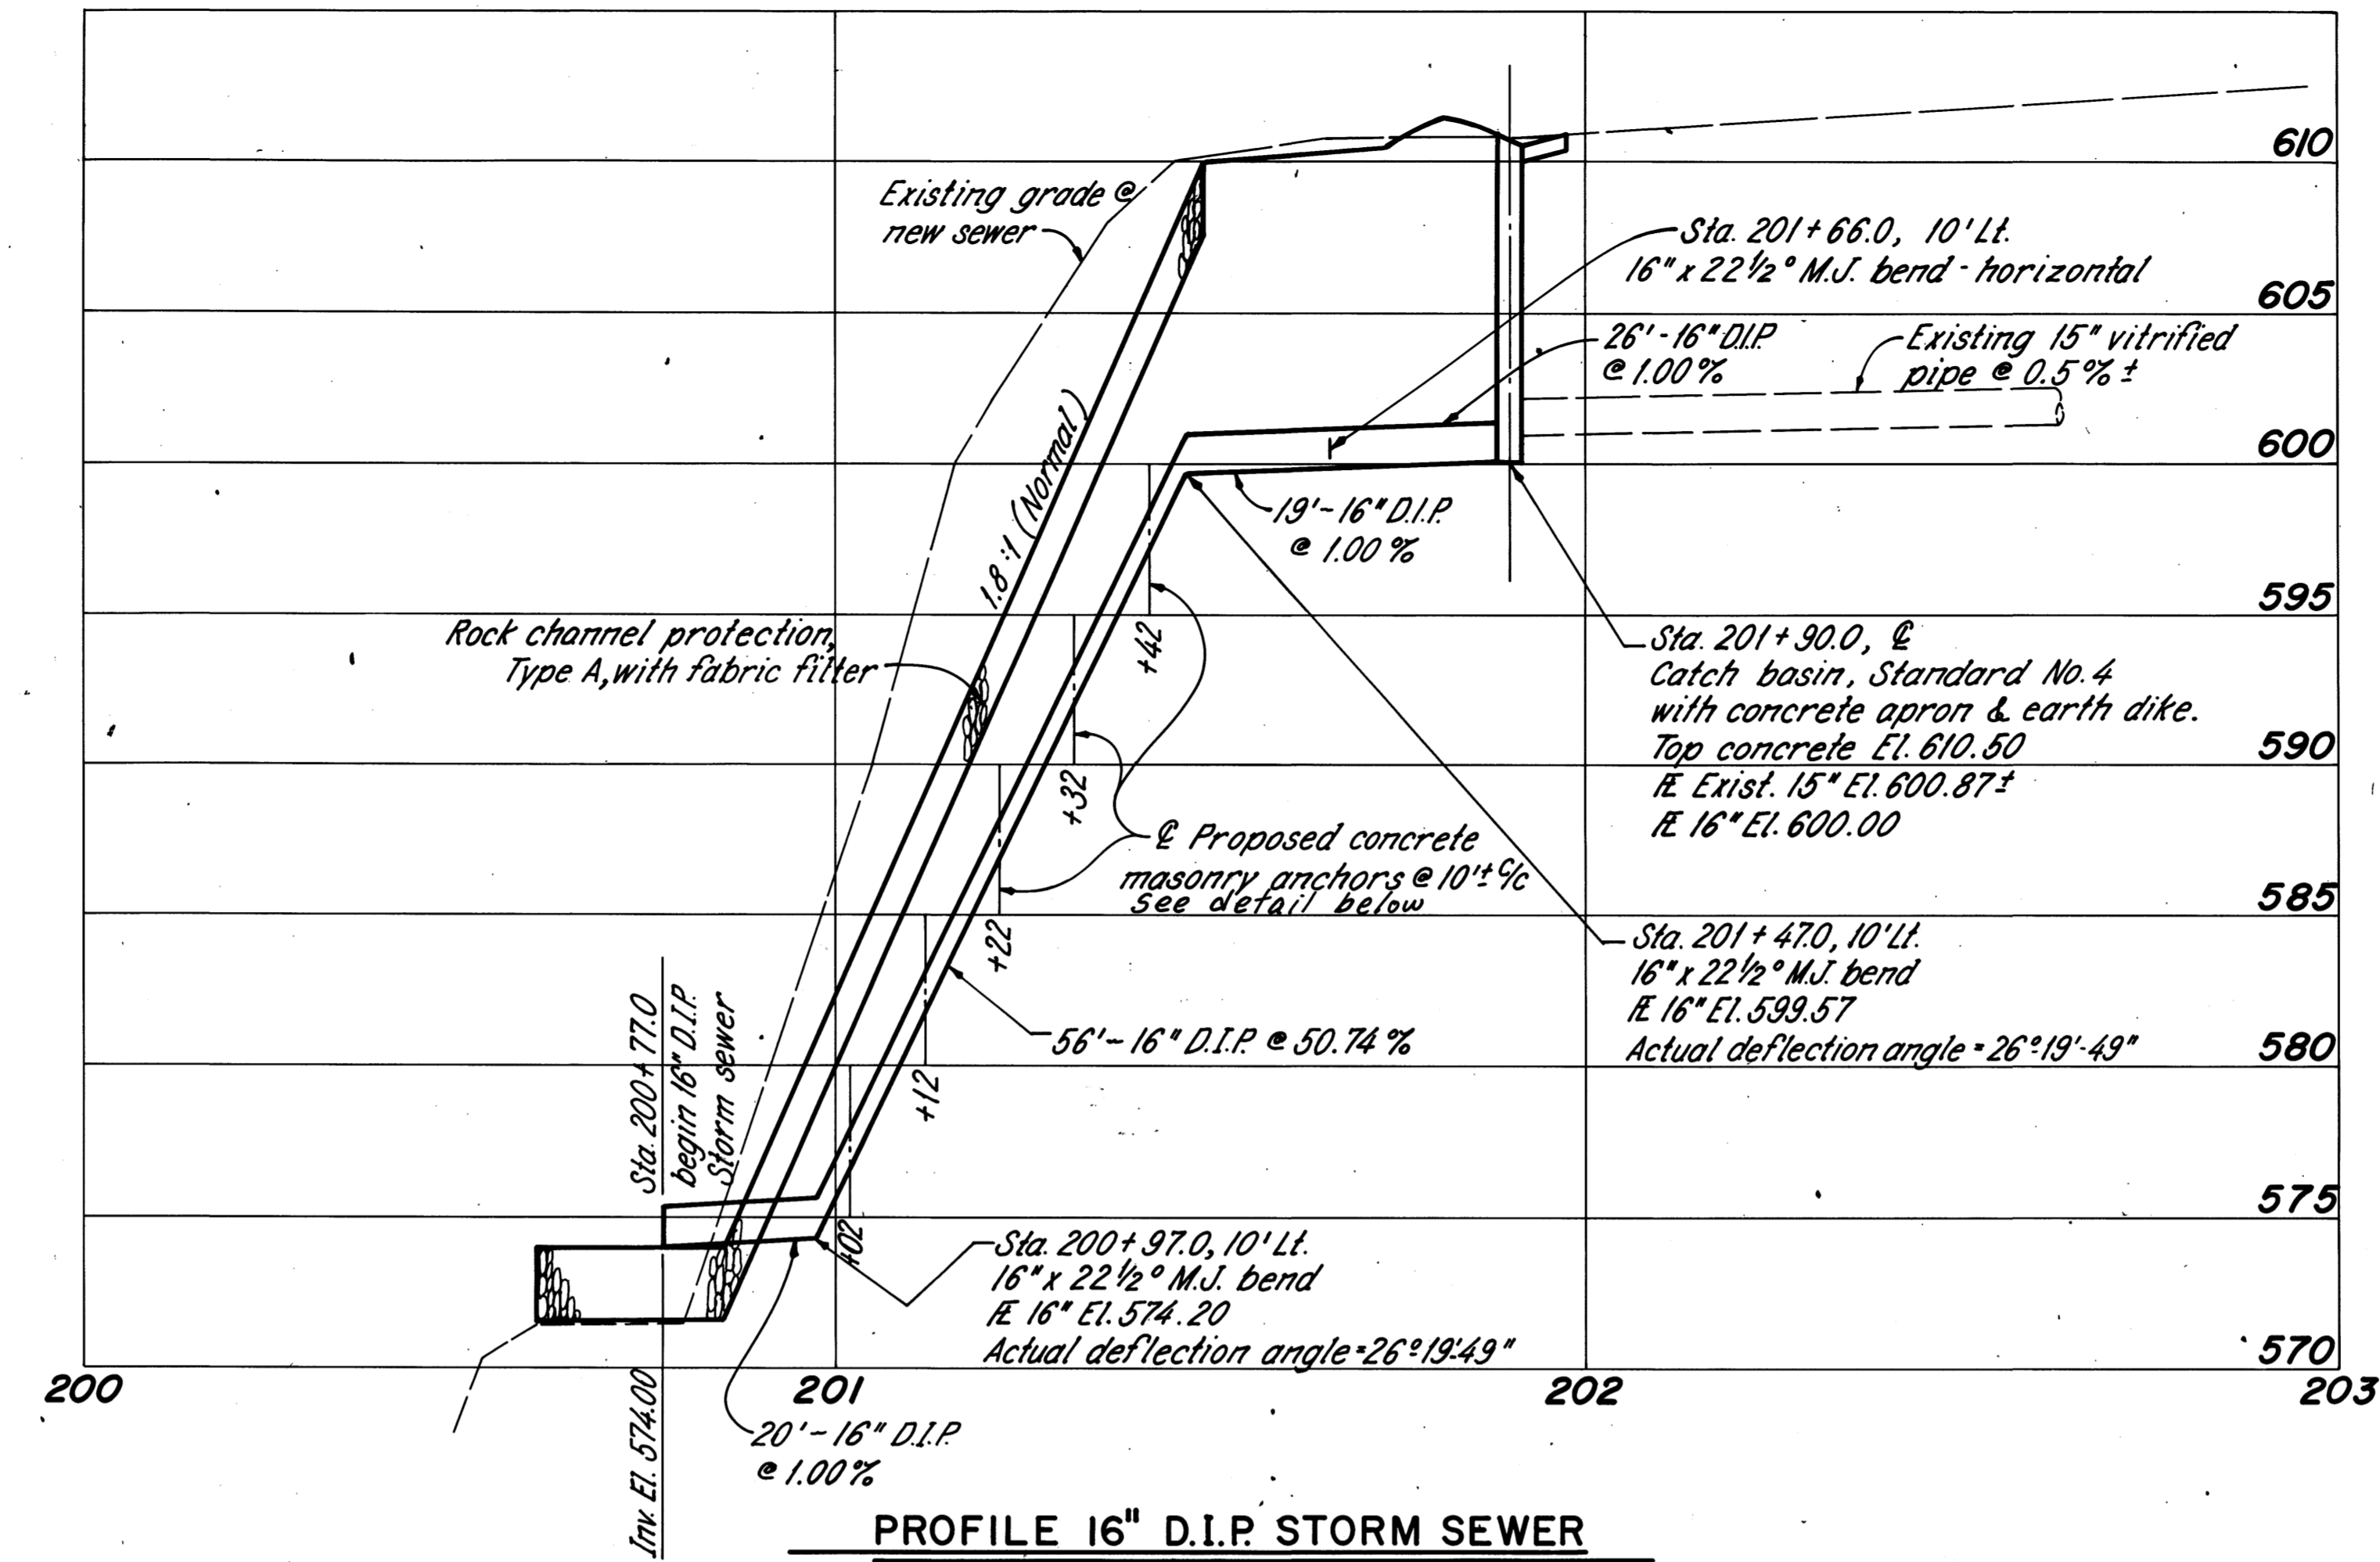 610
Existing grade @
new sewer
Sta. 201+66.0, 10' Lt.
16" x 22 1/2° M.J. bend - horizontal
605
26'-16" D.I.P.
@ 1.00%
Existing 15" vitrified
pipe @ 0.5% ±
600
1.8:1 (Normal)
19'-16" D.I.P.
@ 1.00%
595
Rock channel protection,
Type A, with fabric filter
+42
Sta. 201+90.0, ℄
Catch basin, Standard No. 4
with concrete apron & earth dike.
Top concrete El. 610.50
590
℄ Exist. 15" El. 600.87±
℄ 16" El. 600.00
+32
℄ Proposed concrete
masonry anchors @ 10'± c/c
See detail below
585
+22
Sta. 201+47.0, 10' Lt.
16" x 22 1/2° M.J. bend
℄ 16" El. 599.57
Actual deflection angle = 26°-19'-49"
580
56'-16" D.I.P. @ 50.74%
Sta. 200+77.0
begin 16" D.I.P.
Storm sewer
+12
575
+02
Sta. 200+97.0, 10' Lt.
16" x 22 1/2° M.J. bend
℄ 16" El. 574.20
Actual deflection angle = 26°-19'-49"
570
200
201
202
203
Inv. El. 574.00
20'-16" D.I.P.
@ 1.00%
PROFILE 16" D.I.P. STORM SEWER